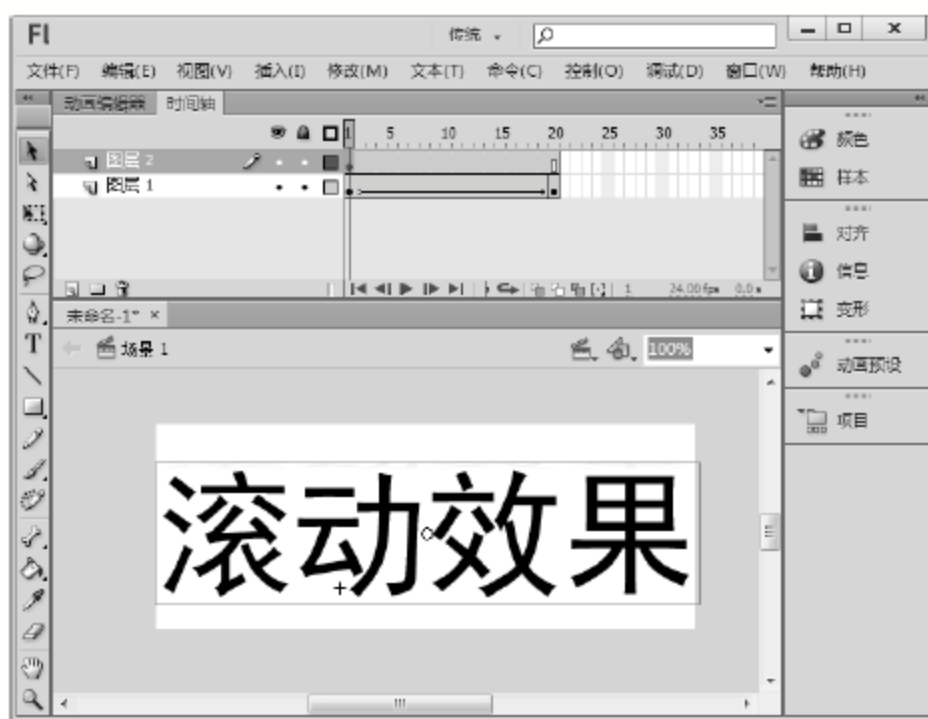 Fl 传统
文件(F) 编辑(E) 视图(V) 插入(I) 修改(M) 文本(T) 命令(C) 控制(O) 调试(D) 窗口(W) 帮助(H)
动画编辑器 时间轴
1 5 10 15 20 25 30 35
图层 2
图层 1
1 24.00 fps 0.0 s
未命名-1* ×
场景 1 100%
滚动效果
颜色
样本
对齐
信息
变形
动画预设
项目